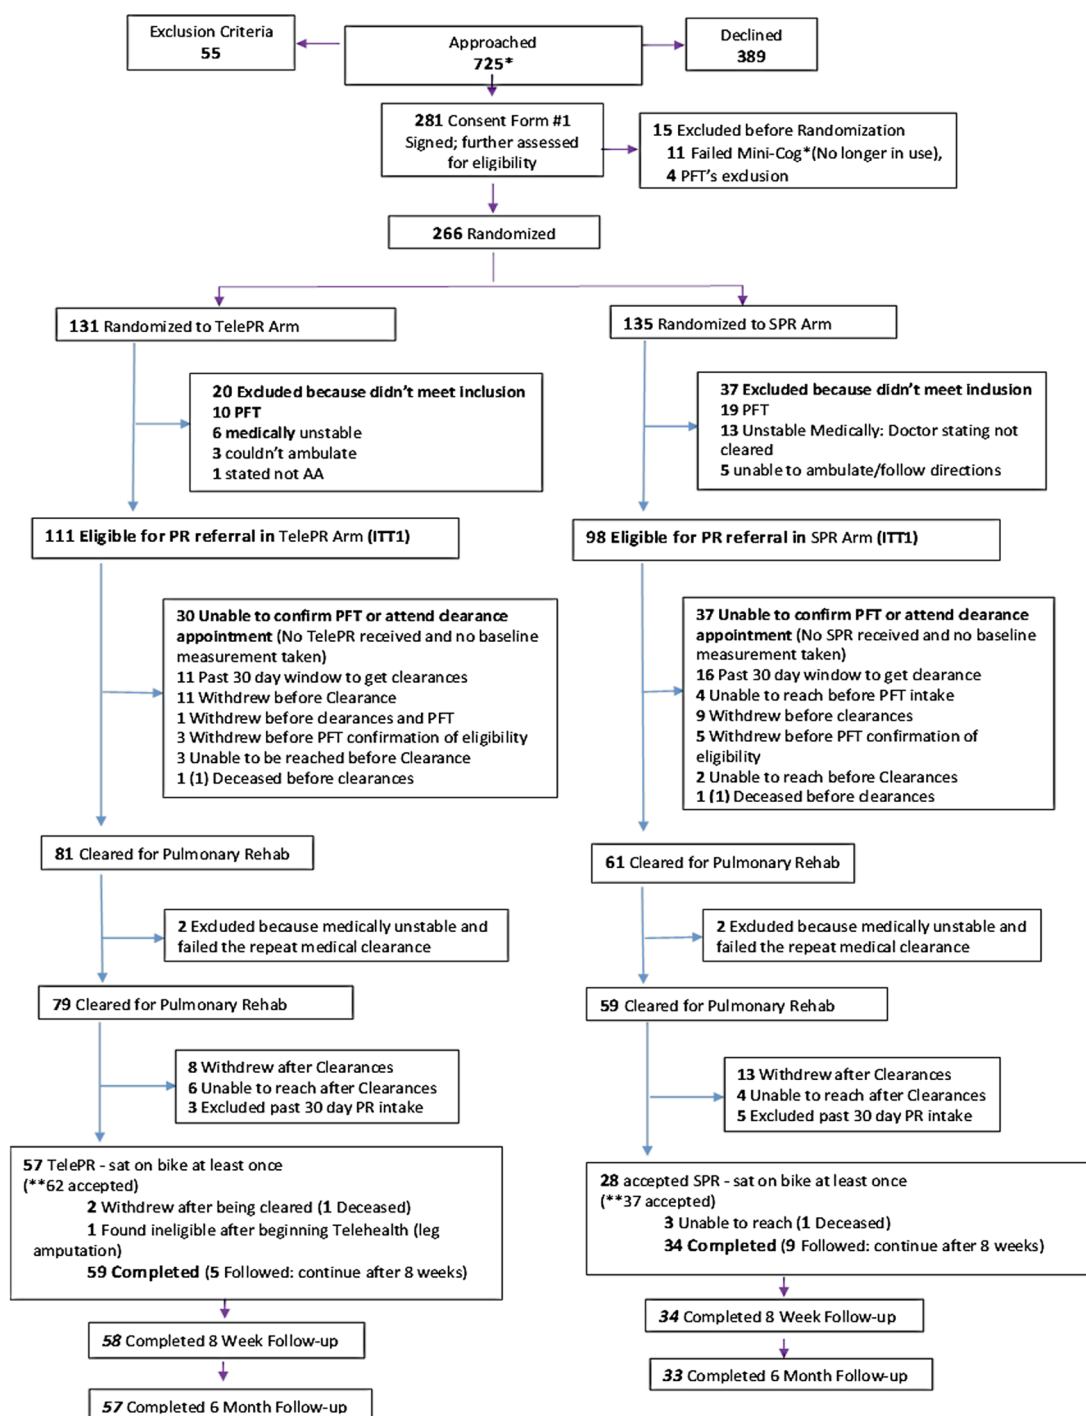 Exclusion Criteria
55
Approached
725*
Declined
389
281 Consent Form #1
Signed; further assessed
for eligibility
15 Excluded before Randomization
11 Failed Mini-Cog*(No longer in use),
4 PFT's exclusion
266 Randomized
131 Randomized to TelePR Arm
135 Randomized to SPR Arm
20 Excluded because didn't meet inclusion
10 PFT
6 medically unstable
3 couldn't ambulate
1 stated not AA
37 Excluded because didn't meet inclusion
19 PFT
13 Unstable Medically: Doctor stating not
cleared
5 unable to ambulate/follow directions
111 Eligible for PR referral in TelePR Arm (ITT1)
98 Eligible for PR referral in SPR Arm (ITT1)
30 Unable to confirm PFT or attend clearance
appointment (No TelePR received and no baseline
measurement taken)
11 Past 30 day window to get clearances
11 Withdrew before Clearance
1 Withdrew before clearances and PFT
3 Withdrew before PFT confirmation of eligibility
3 Unable to be reached before Clearance
1 (1) Deceased before clearances
37 Unable to confirm PFT or attend clearance
appointment (No SPR received and no baseline
measurement taken)
16 Past 30 day window to get clearance
4 Unable to reach before PFT intake
9 Withdrew before clearances
5 Withdrew before PFT confirmation of
eligibility
2 Unable to reach before Clearances
1 (1) Deceased before clearances
81 Cleared for Pulmonary Rehab
61 Cleared for Pulmonary Rehab
2 Excluded because medically unstable and
failed the repeat medical clearance
2 Excluded because medically unstable and
failed the repeat medical clearance
79 Cleared for Pulmonary Rehab
59 Cleared for Pulmonary Rehab
8 Withdrew after Clearances
6 Unable to reach after Clearances
3 Excluded past 30 day PR intake
13 Withdrew after Clearances
4 Unable to reach after Clearances
5 Excluded past 30 day PR intake
57 TelePR - sat on bike at least once
(**62 accepted)
2 Withdrew after being cleared (1 Deceased)
1 Found ineligible after beginning Telehealth (leg
amputation)
59 Completed (5 Followed: continue after 8 weeks)
28 accepted SPR - sat on bike at least once
(**37 accepted)
3 Unable to reach (1 Deceased)
34 Completed (9 Followed: continue after 8 weeks)
58 Completed 8 Week Follow-up
34 Completed 8 Week Follow-up
57 Completed 6 Month Follow-up
33 Completed 6 Month Follow-up